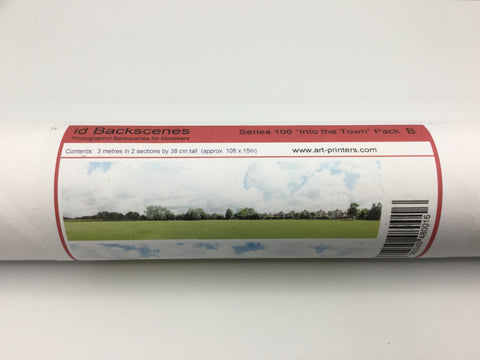 id Backscenes
Photographic Backscenes for Modellers
Series 106 "Into the Town" Pack B
Contents: 3 metres in 2 sections by 38 cm tall (approx. 10ft x 15in)
www.art-printers.com